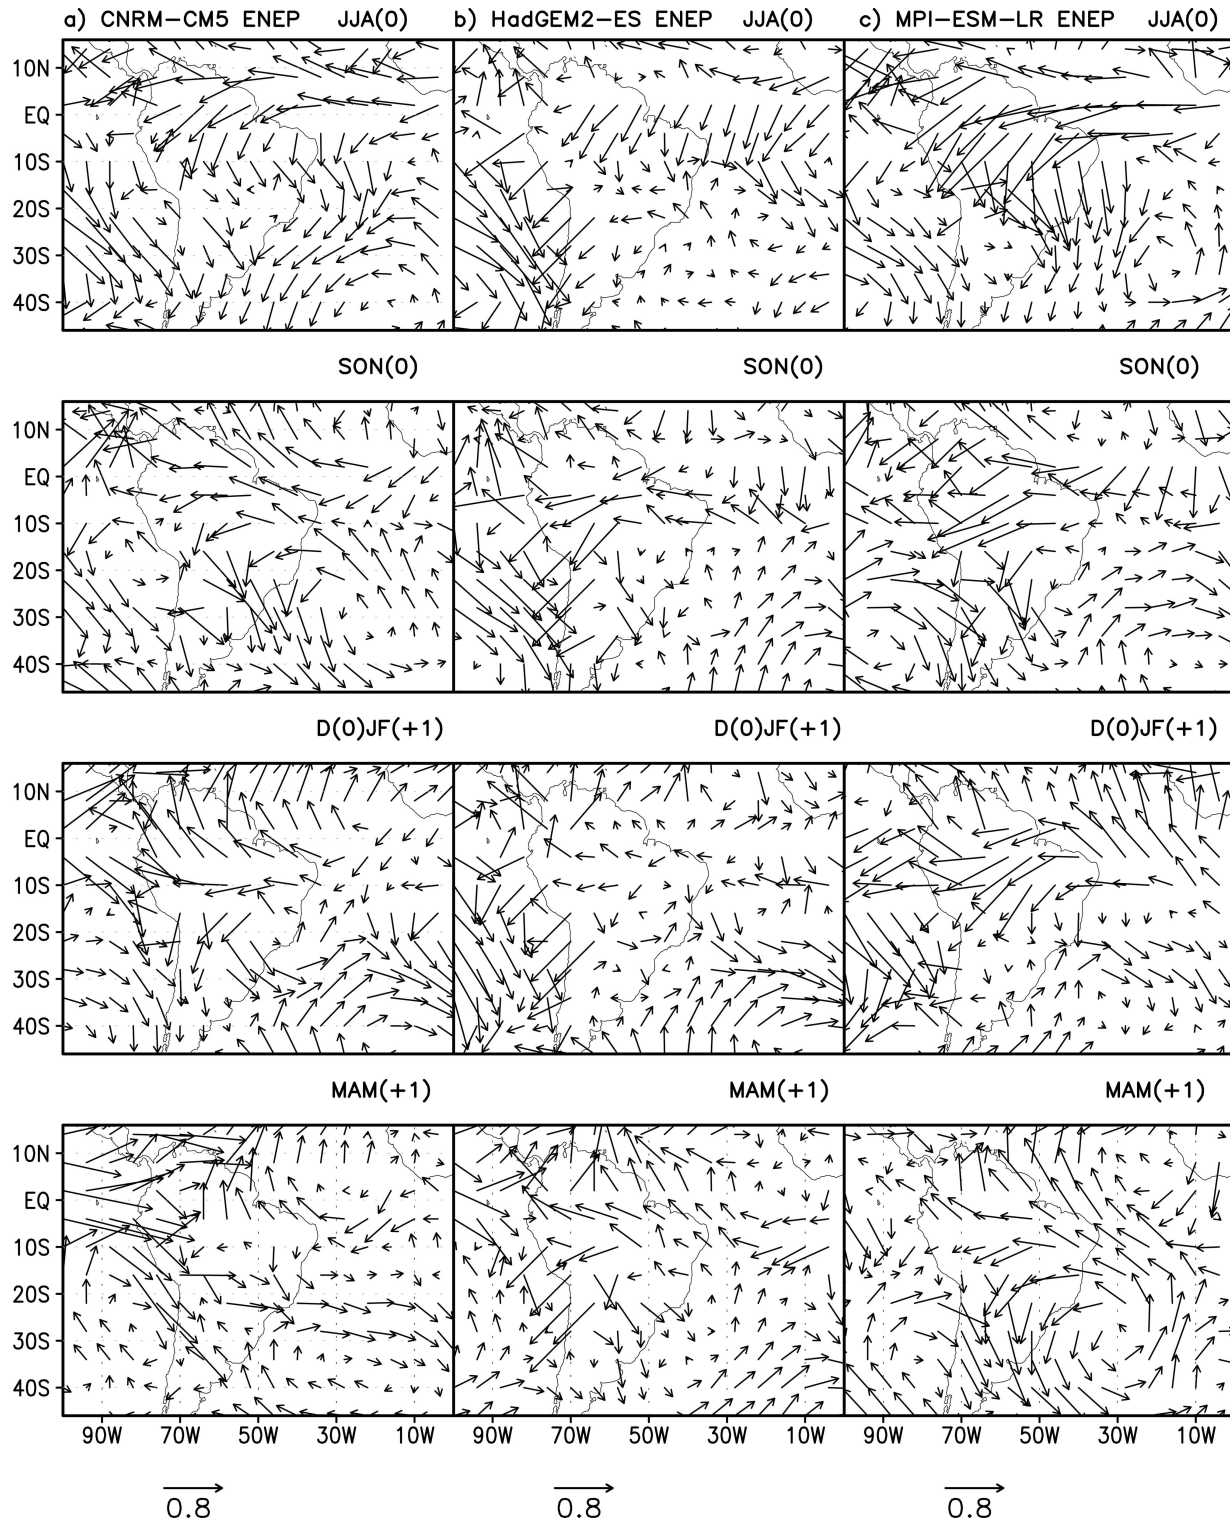 a) CNRM-CM5 ENEP JJA(0) b) HadGEM2-ES ENEP JJA(0) c) MPI-ESM-LR ENEP JJA(0)
10N
EQ
10S
20S
30S
40S
SON(0) SON(0) SON(0)
10N
EQ
10S
20S
30S
40S
D(0)JF(+1) D(0)JF(+1) D(0)JF(+1)
10N
EQ
10S
20S
30S
40S
MAM(+1) MAM(+1) MAM(+1)
10N
EQ
10S
20S
30S
40S
90W 70W 50W 30W 10W 90W 70W 50W 30W 10W 90W 70W 50W 30W 10W
0.8 0.8 0.8